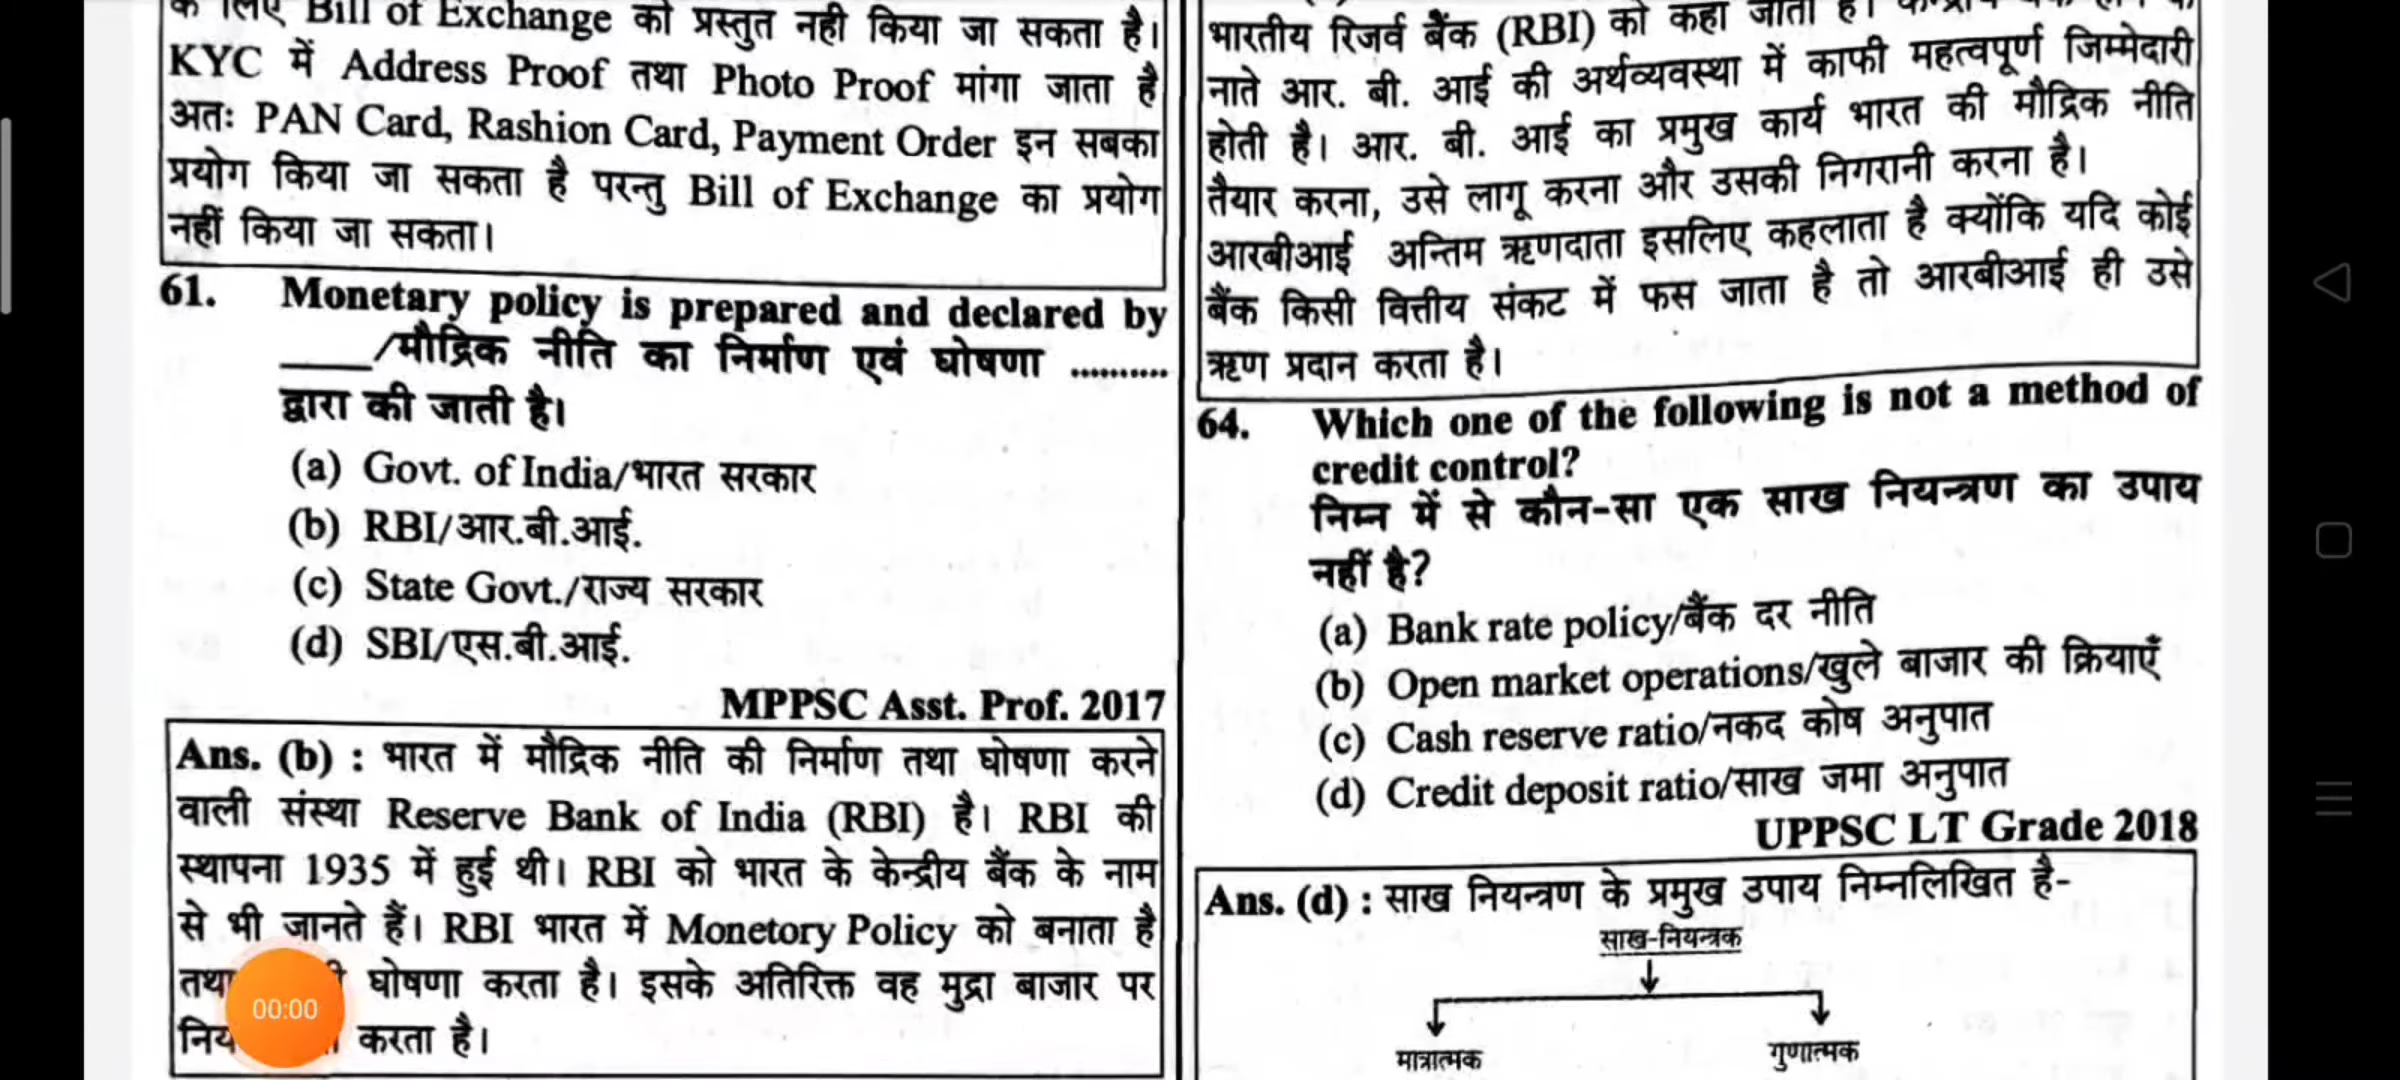 के लिए Bill of Exchange को प्रस्तुत नही किया जा सकता है।
KYC में Address Proof तथा Photo Proof मांगा जाता है
अतः PAN Card, Rashion Card, Payment Order इन सबका
प्रयोग किया जा सकता है परन्तु Bill of Exchange का प्रयोग
नहीं किया जा सकता।
61. Monetary policy is prepared and declared by
____/मौद्रिक नीति का निर्माण एवं घोषणा ..........
द्वारा की जाती है।
(a) Govt. of India/भारत सरकार
(b) RBI/आर.बी.आई.
(c) State Govt./राज्य सरकार
(d) SBI/एस.बी.आई.
MPPSC Asst. Prof. 2017
Ans. (b) : भारत में मौद्रिक नीति की निर्माण तथा घोषणा करने
वाली संस्था Reserve Bank of India (RBI) है। RBI की
स्थापना 1935 में हुई थी। RBI को भारत के केन्द्रीय बैंक के नाम
से भी जानते हैं। RBI भारत में Monetory Policy को बनाता है
तथा घोषणा करता है। इसके अतिरिक्त वह मुद्रा बाजार पर
करता है।
00:00
भारतीय रिजर्व बैंक (RBI) को कहा जाता है।
नाते आर. बी. आई की अर्थव्यवस्था में काफी महत्वपूर्ण जिम्मेदारी
होती है। आर. बी. आई का प्रमुख कार्य भारत की मौद्रिक नीति
तैयार करना, उसे लागू करना और उसकी निगरानी करना है।
आरबीआई अन्तिम ऋणदाता इसलिए कहलाता है क्योंकि यदि कोई
बैंक किसी वित्तीय संकट में फस जाता है तो आरबीआई ही उसे
ऋण प्रदान करता है।
64. Which one of the following is not a method of
credit control?
निम्न में से कौन-सा एक साख नियन्त्रण का उपाय
नहीं है?
(a) Bank rate policy/बैंक दर नीति
(b) Open market operations/खुले बाजार की क्रियाएँ
(c) Cash reserve ratio/नकद कोष अनुपात
(d) Credit deposit ratio/साख जमा अनुपात
UPPSC LT Grade 2018
Ans. (d) : साख नियन्त्रण के प्रमुख उपाय निम्नलिखित है-
साख-नियन्त्रक
मात्रात्मक गुणात्मक